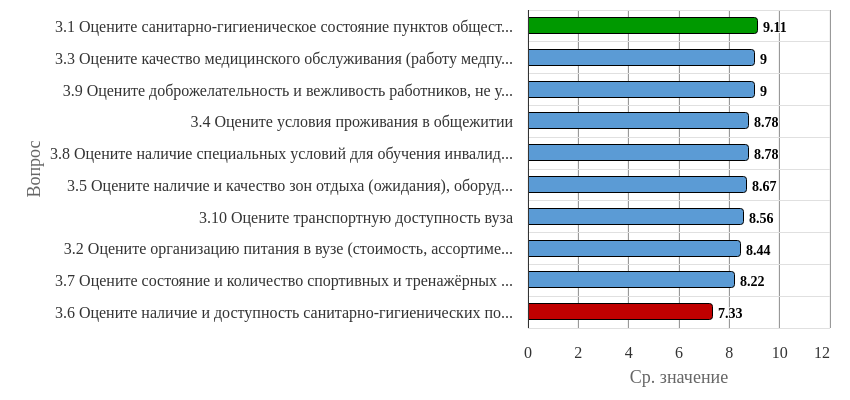 3.1 Оцените санитарно-гигиеническое состояние пунктов общест... 9.11
3.3 Оцените качество медицинского обслуживания (работу медпу... 9
3.9 Оцените доброжелательность и вежливость работников, не у... 9
3.4 Оцените условия проживания в общежитии 8.78
3.8 Оцените наличие специальных условий для обучения инвалид... 8.78
3.5 Оцените наличие и качество зон отдыха (ожидания), оборуд... 8.67
3.10 Оцените транспортную доступность вуза 8.56
3.2 Оцените организацию питания в вузе (стоимость, ассортиме... 8.44
3.7 Оцените состояние и количество спортивных и тренажёрных ... 8.22
3.6 Оцените наличие и доступность санитарно-гигиенических по... 7.33
Вопрос
0 2 4 6 8 10 12
Ср. значение